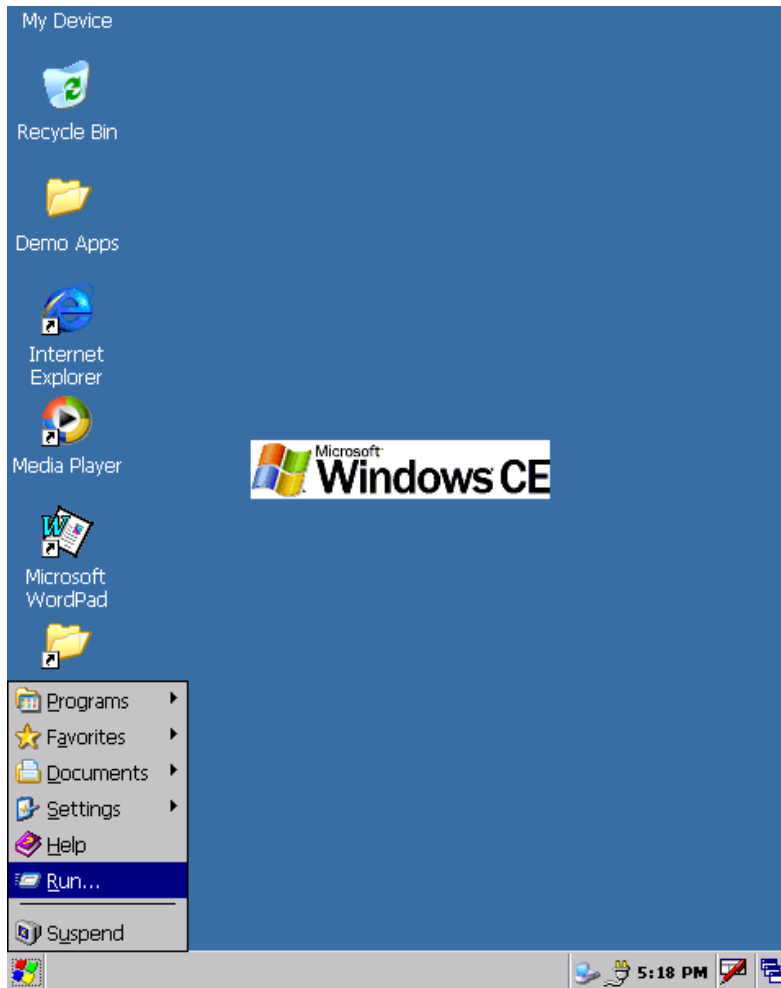 My Device
Recycle Bin
Demo Apps
Internet
Explorer
Media Player
Microsoft
WordPad
Microsoft
Windows CE
Programs
Favorites
Documents
Settings
Help
Run...
Suspend
5:18 PM